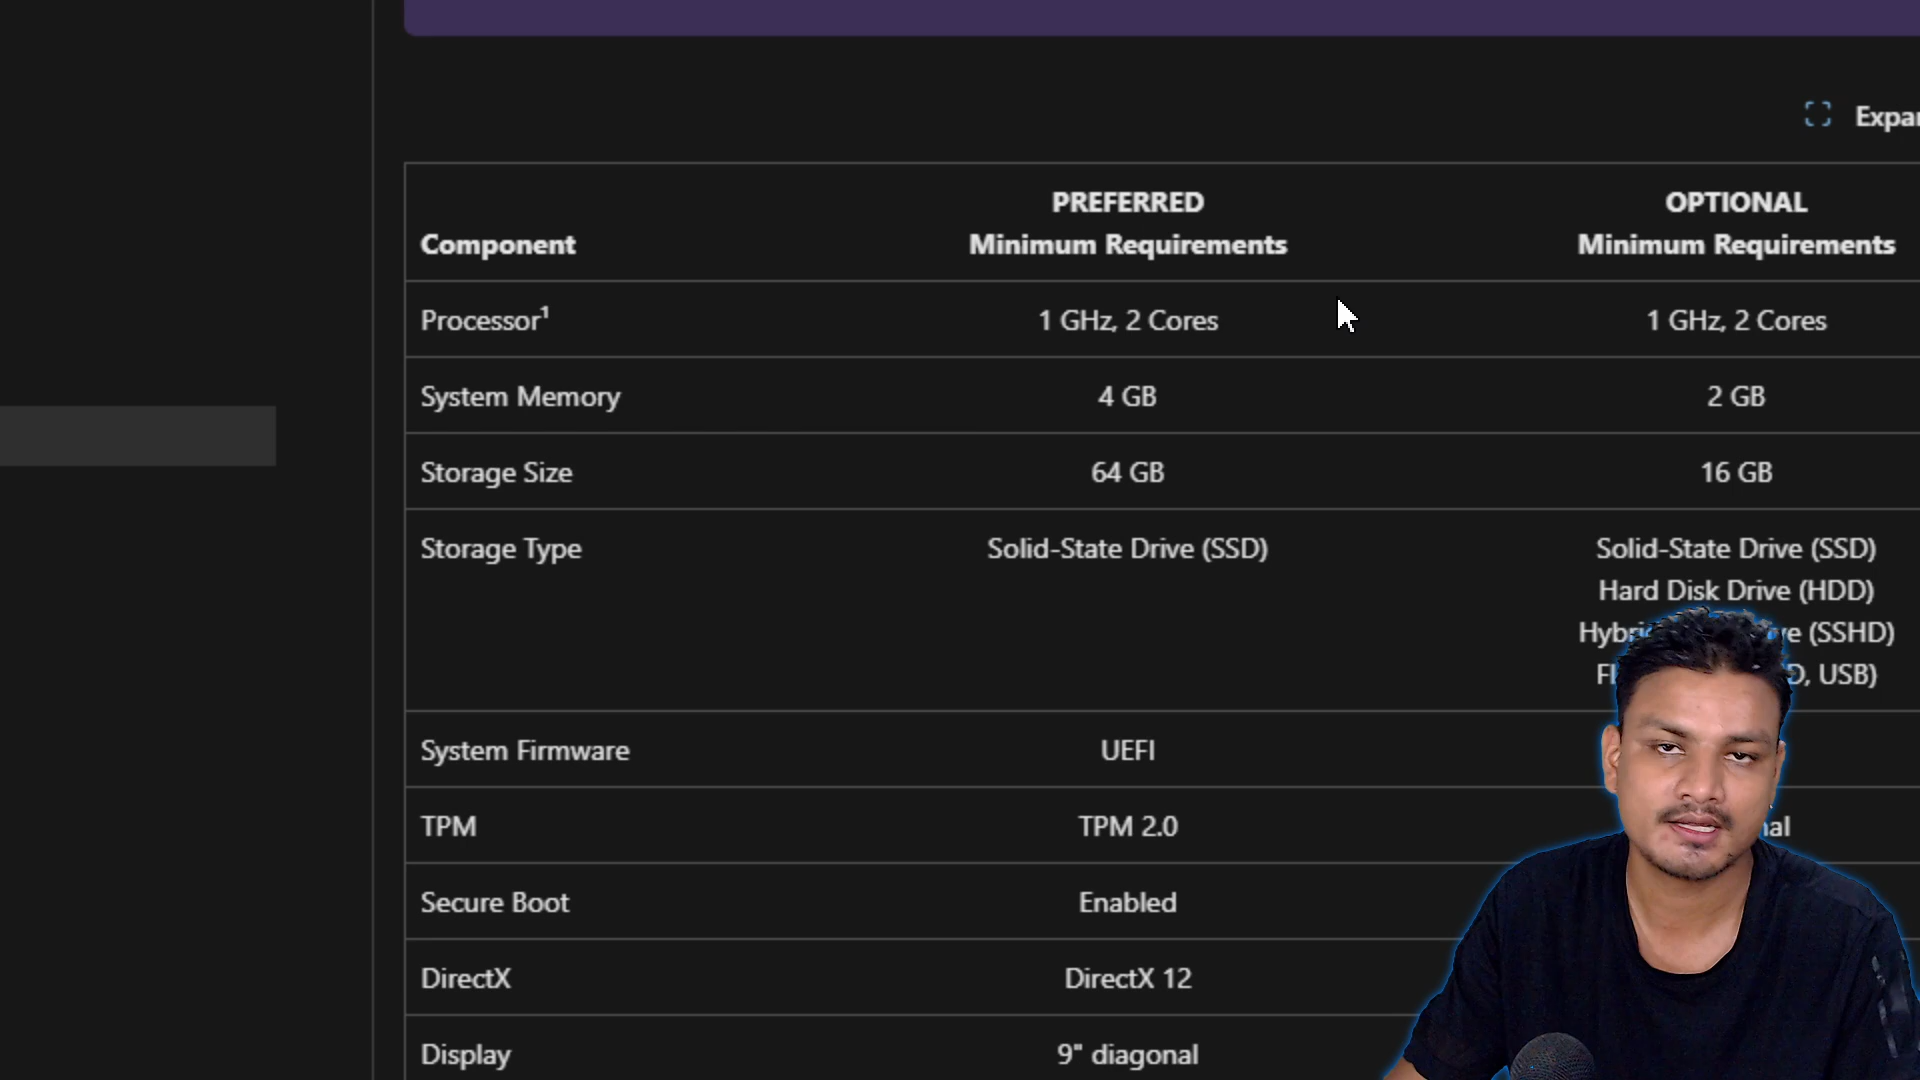 Expan
Component
PREFERRED
Minimum Requirements
OPTIONAL
Minimum Requirements
Processor¹
1 GHz, 2 Cores
1 GHz, 2 Cores
System Memory
4 GB
2 GB
Storage Size
64 GB
16 GB
Storage Type
Solid-State Drive (SSD)
Solid-State Drive (SSD)
Hard Disk Drive (HDD)
(SSHD)
USB)
System Firmware
UEFI
TPM
TPM 2.0
Secure Boot
Enabled
DirectX
DirectX 12
Display
9" diagonal